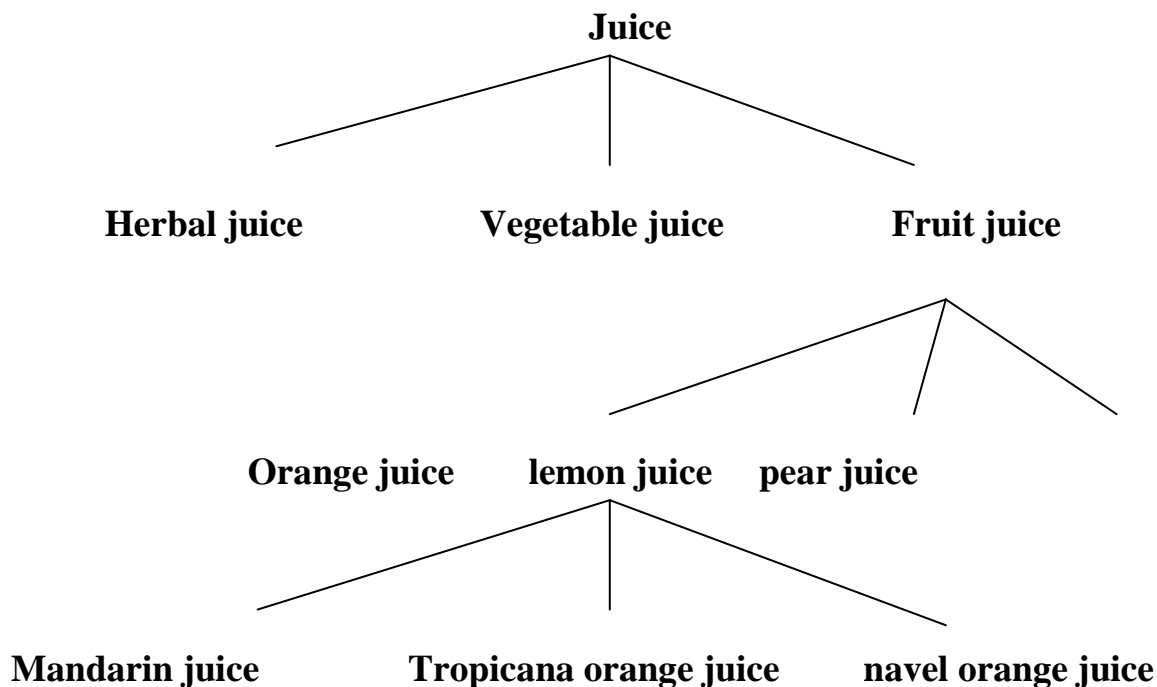 Juice
Herbal juice Vegetable juice Fruit juice
Orange juice lemon juice pear juice
Mandarin juice Tropicana orange juice navel orange juice